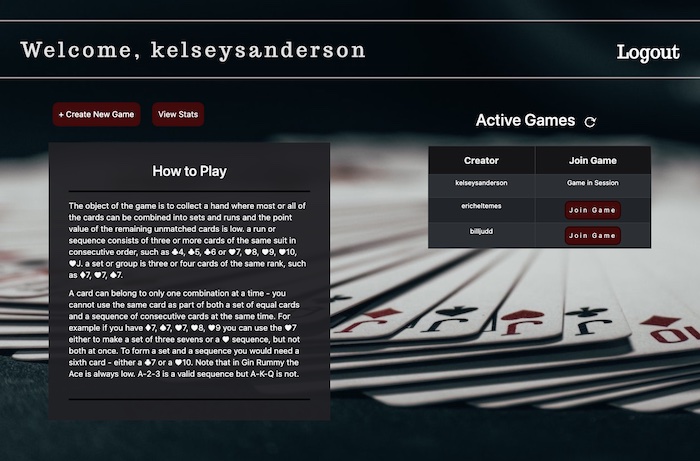 Welcome, kelseysanderson
Logout
+ Create New Game
View Stats
How to Play
The object of the game is to collect a hand where most or all of
the cards can be combined into sets and runs and the point
value of the remaining unmatched cards is low. a run or
sequence consists of three or more cards of the same suit in
consecutive order, such as ♣4, ♣5, ♣6 or ♥7, ♥8, ♥9, ♥10,
♥J. a set or group is three or four cards of the same rank, such
as ♦7, ♥7, ♠7.
A card can belong to only one combination at a time - you
cannot use the same card as part of both a set of equal cards
and a sequence of consecutive cards at the same time. For
example if you have ♦7, ♠7, ♥7, ♥8, ♥9 you can use the ♥7
either to make a set of three sevens or a ♥ sequence, but not
both at once. To form a set and a sequence you would need a
sixth card - either a ♣7 or a ♥10. Note that in Gin Rummy the
Ace is always low. A-2-3 is a valid sequence but A-K-Q is not.
Active Games
Creator
Join Game
kelseysanderson
Game in Session
ericheltemes
Join Game
billjudd
Join Game
J
J
J
J